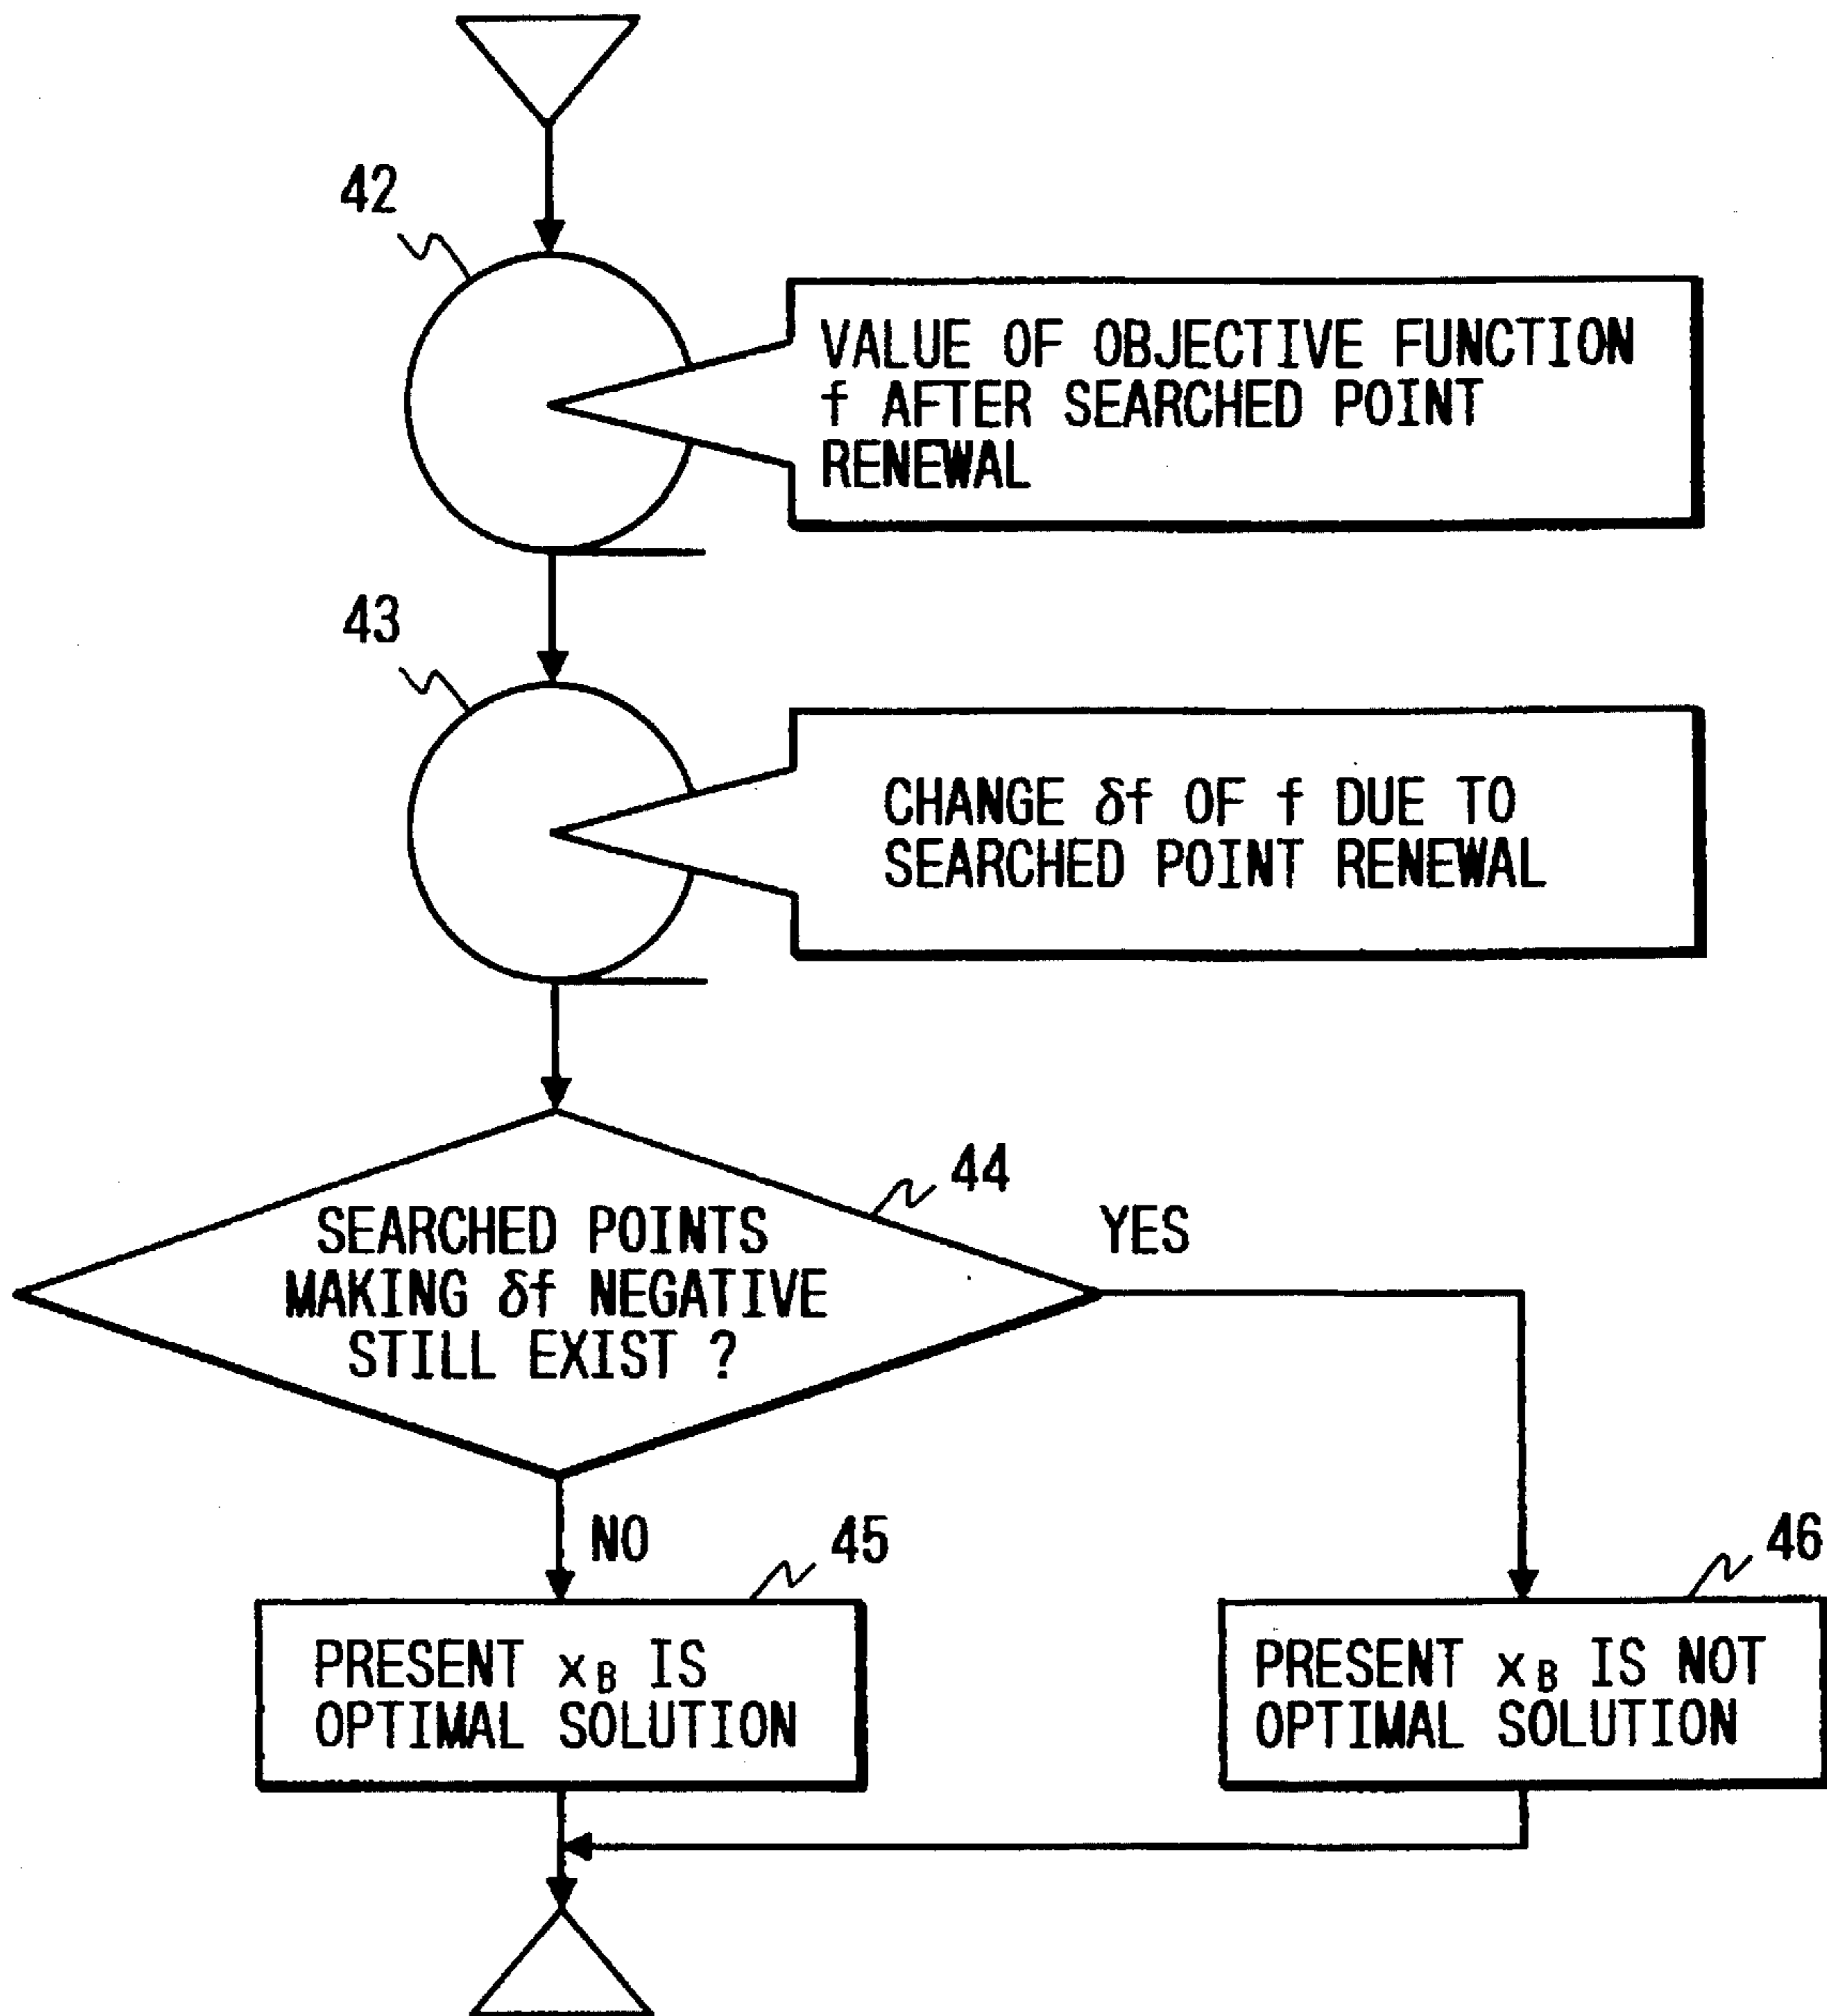 42
VALUE OF OBJECTIVE FUNCTION
f AFTER SEARCHED POINT
RENEWAL
43
CHANGE δf OF f DUE TO
SEARCHED POINT RENEWAL
44
SEARCHED POINTS
MAKING δf NEGATIVE
STILL EXIST ?
YES
NO
45
46
PRESENT xB IS
OPTIMAL SOLUTION
PRESENT xB IS NOT
OPTIMAL SOLUTION